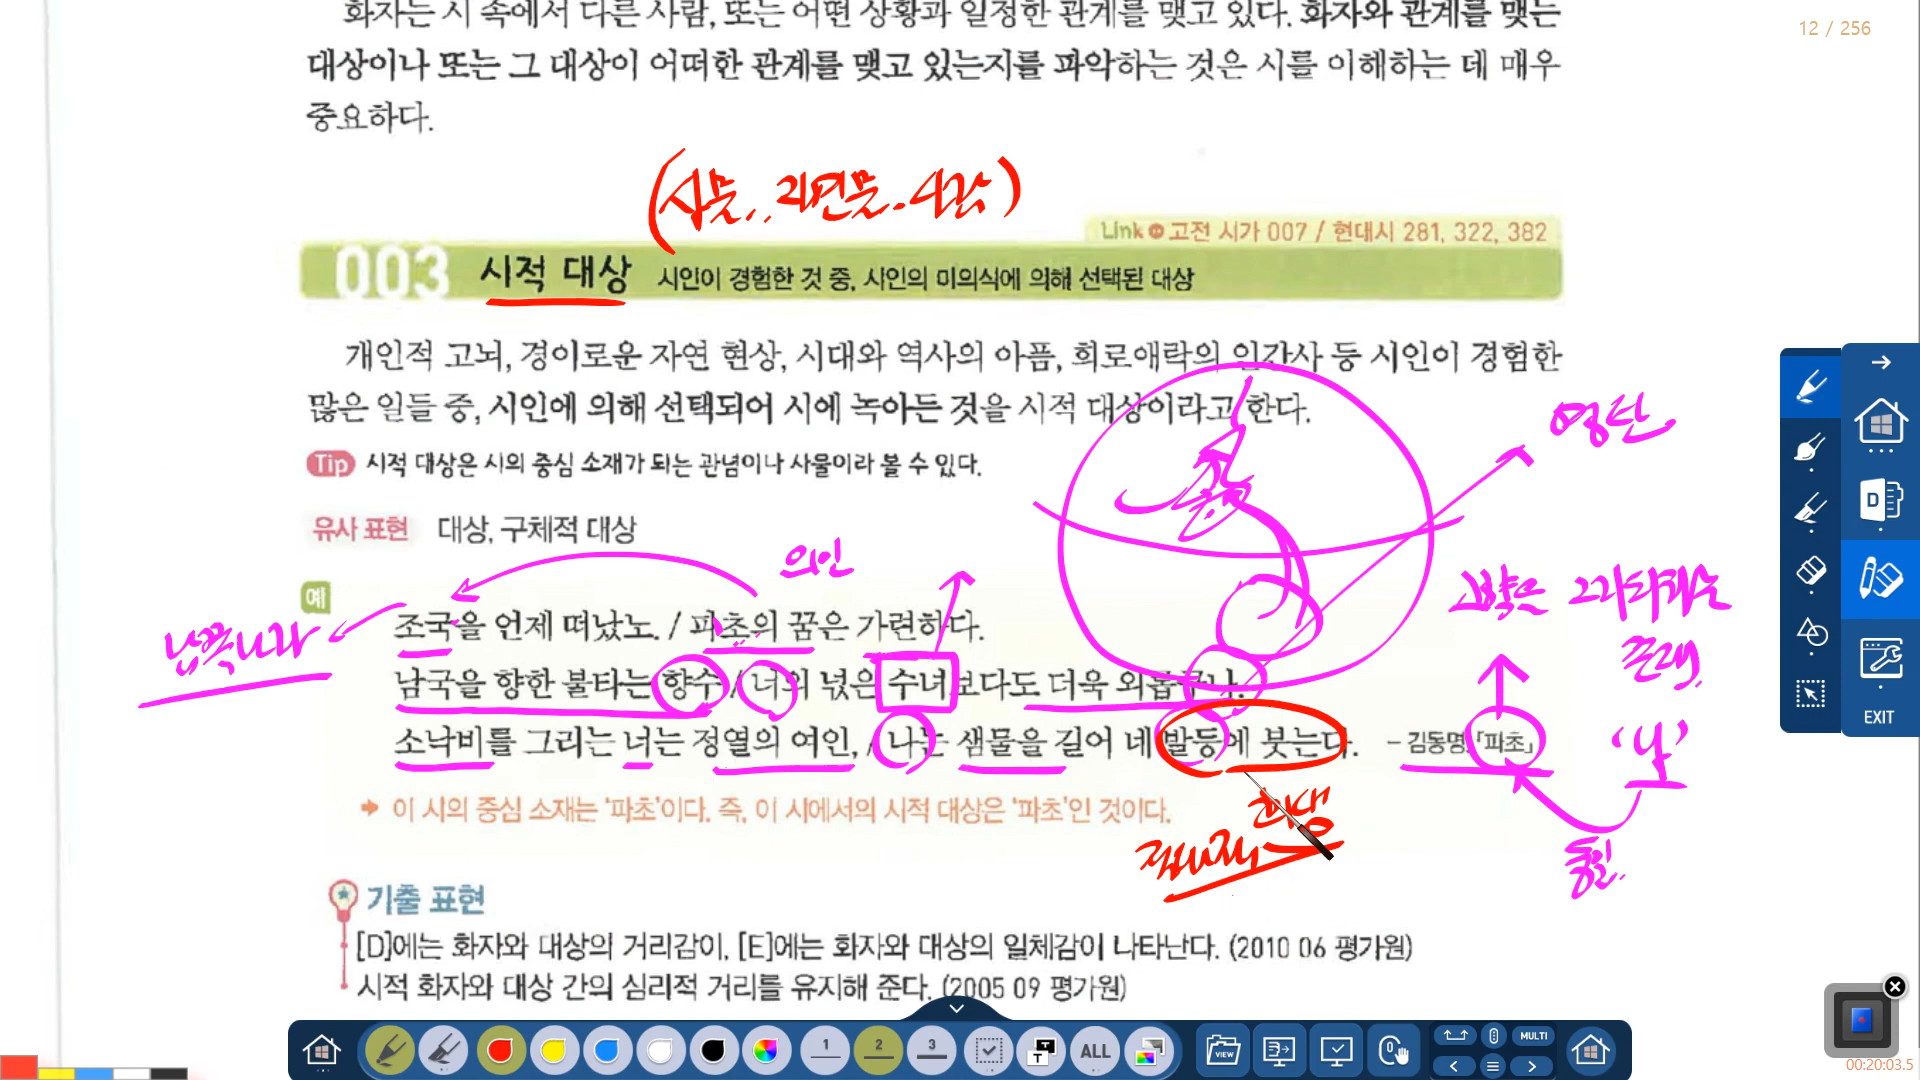 화자는 시 속에서 다른 사람, 또는 어떤 상황과 일정한 관계를 맺고 있다. 화자와 관계를 맺는
12 / 256
대상이나 또는 그 대상이 어떠한 관계를 맺고 있는지를 파악하는 것은 시를 이해하는 데 매우
중요하다.
(사물, 자연물, 사람)
Link 고전 시가 007 / 현대시 281, 322, 382
003 시적 대상 시인이 경험한 것 중, 시인의 미의식에 의해 선택된 대상
개인적 고뇌, 경이로운 자연 현상, 시대와 역사의 아픔, 희로애락의 인간사 등 시인이 경험한
많은 일들 중, 시인에 의해 선택되어 시에 녹아든 것을 시적 대상이라고 한다.
영탄
Tip 시적 대상은 시의 중심 소재가 되는 관념이나 사물이라 볼 수 있다.
유사 표현 대상, 구체적 대상
의인
예
조국을 언제 떠났노. / 파초의 꿈은 가련하다.
남쪽나라
남국을 향한 불타는 향수 / 너의 넋은 수녀보다도 더욱 외롭구나.
존재
소낙비를 그리는 너는 정열의 여인, / 나는 샘물을 길어 네 발등에 붓는다. - 김동명, 「파초」
'나'
➜ 이 시의 중심 소재는 '파초'이다. 즉, 이 시에서의 시적 대상은 '파초'인 것이다.
희생
동일
기출 표현
[D]에는 화자와 대상의 거리감이, [E]에는 화자와 대상의 일체감이 나타난다. (2010 06 평가원)
시적 화자와 대상 간의 심리적 거리를 유지해 준다. (2005 09 평가원)
EXIT
1 2 3 T T ALL VIEW MULTI
00:20:03.5